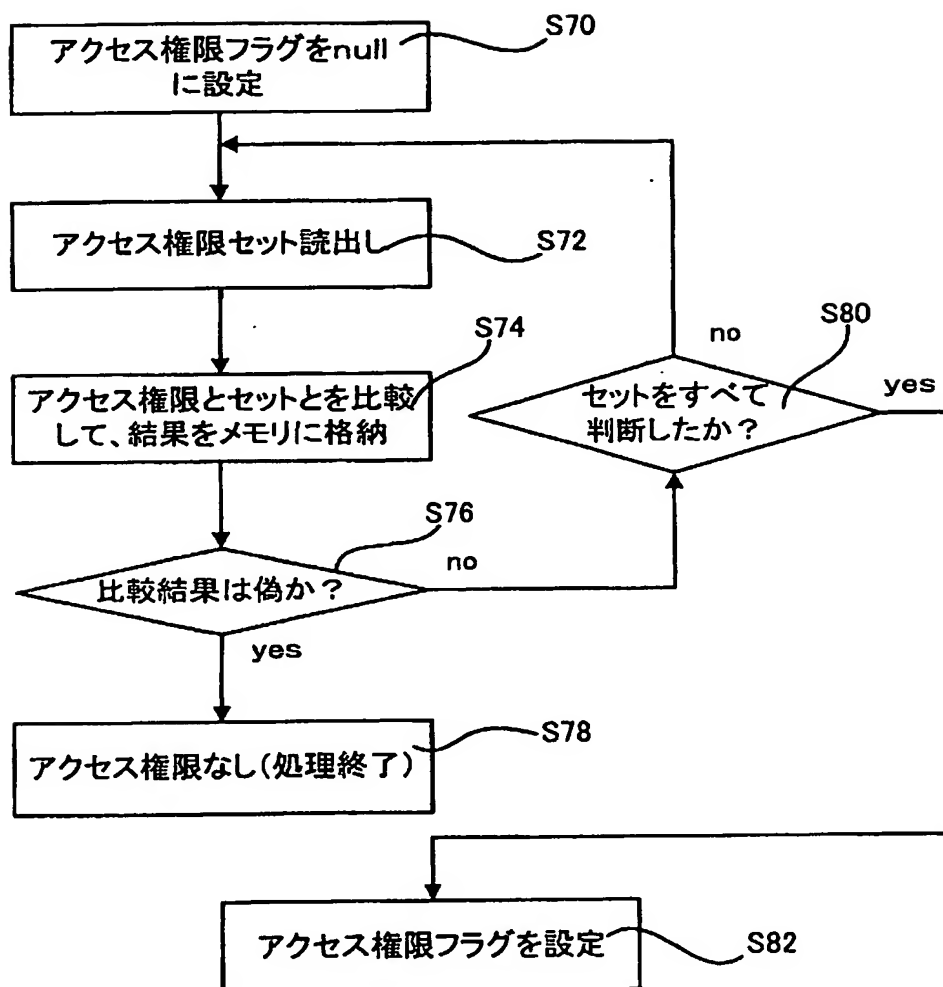 アクセス権限フラグをnull
に設定
S70
アクセス権限セット読出し
S72
アクセス権限とセットとを比較
して、結果をメモリに格納
S74
セットをすべて
判断したか?
S80
no
yes
比較結果は偽か?
S76
no
yes
アクセス権限なし(処理終了)
S78
アクセス権限フラグを設定
S82